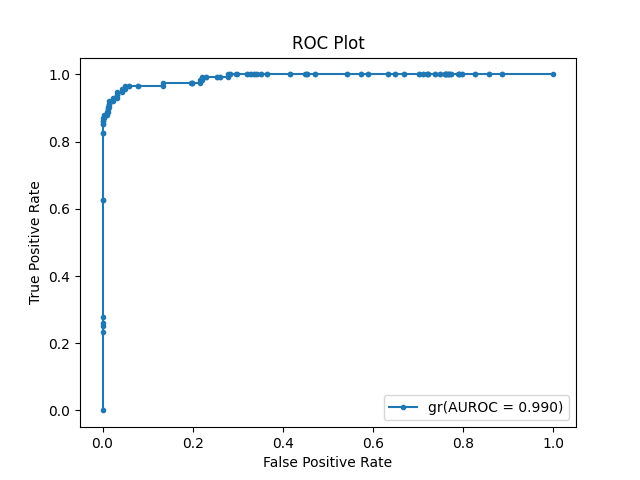 ROC Plot
True Positive Rate
1.0
0.8
0.6
0.4
0.2
0.0
gr(AUROC = 0.990)
0.0 0.2 0.4 0.6 0.8 1.0
False Positive Rate